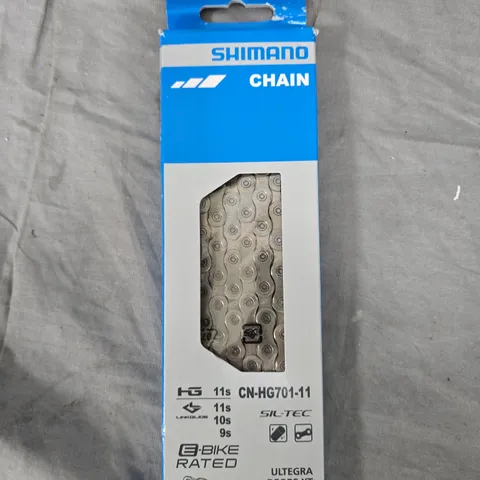 SHIMANO
CHAIN
HG 11s CN-HG701-11
LINKGLIDE 11s SIL-TEC
10s
9s
E-BIKE
RATED
ULTEGRA